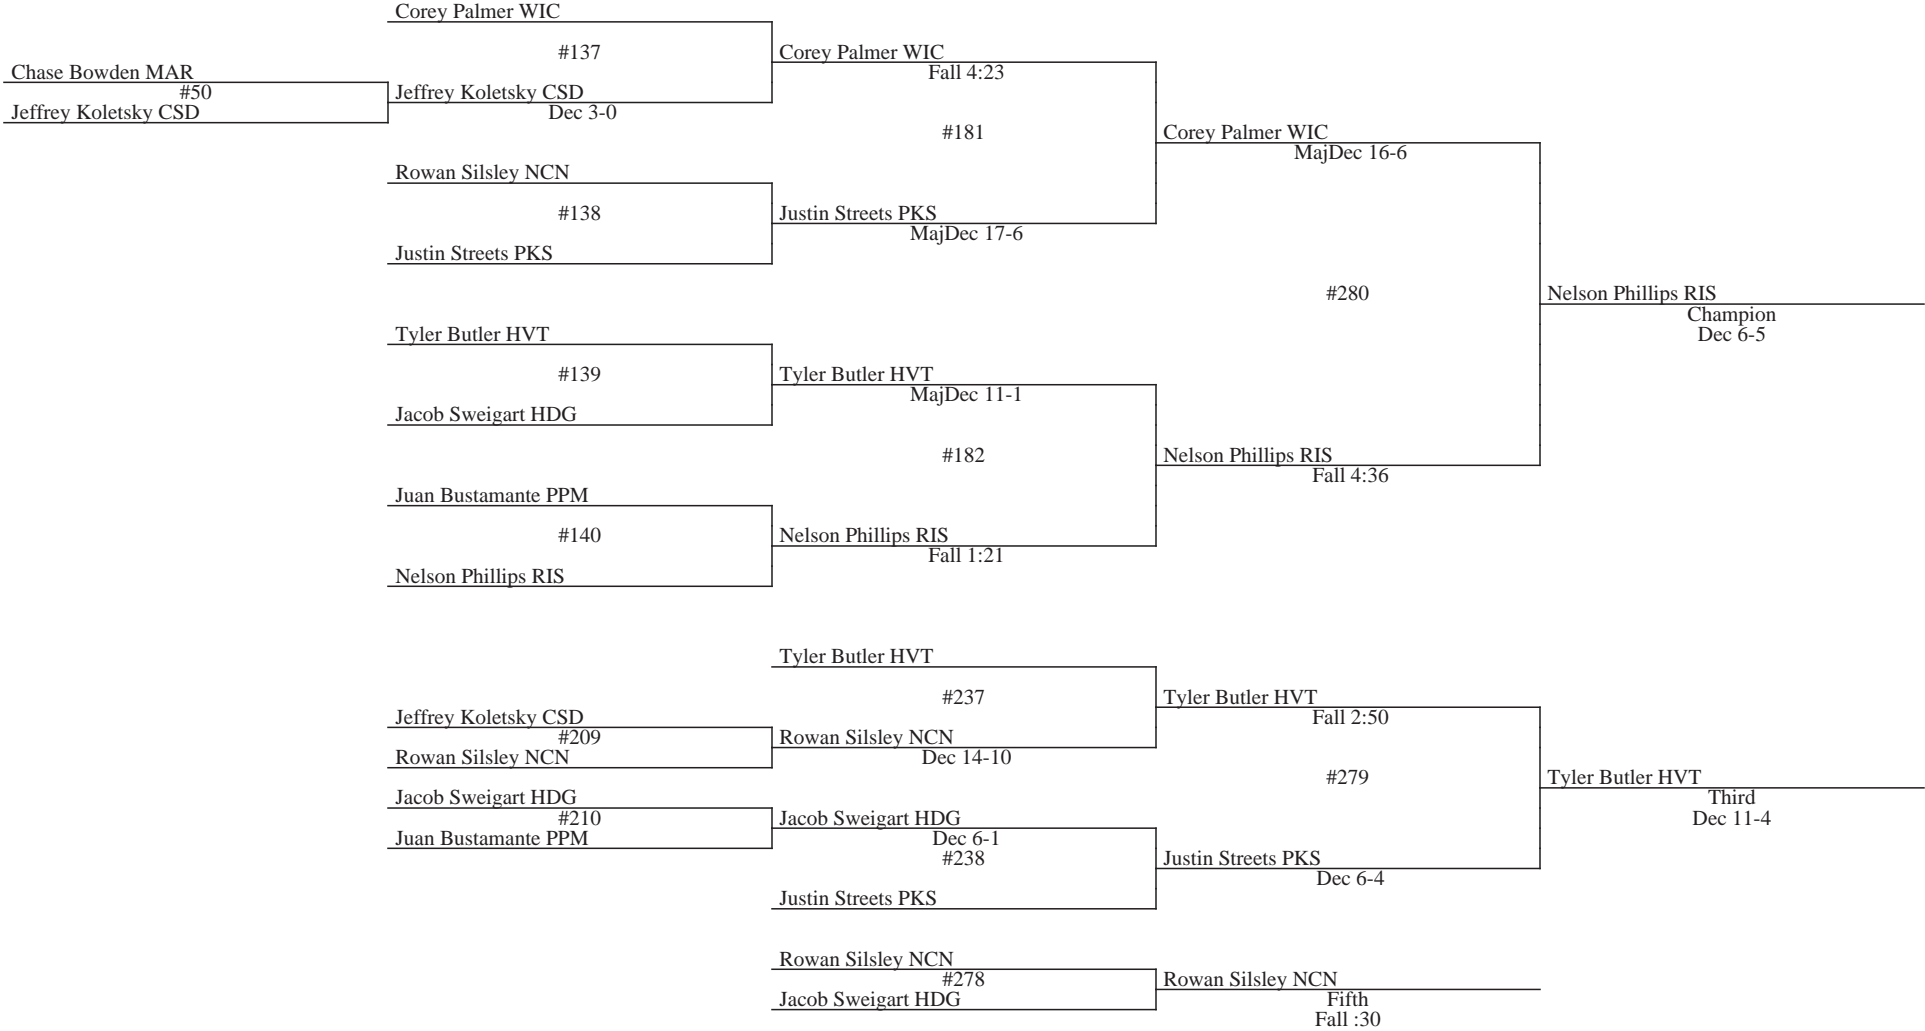 Corey Palmer WIC
#137
Corey Palmer WIC
Fall 4:23
Chase Bowden MAR
#50
Jeffrey Koletsky CSD
Jeffrey Koletsky CSD
Dec 3-0
#181
Corey Palmer WIC
MajDec 16-6
Rowan Silsley NCN
#138
Justin Streets PKS
MajDec 17-6
Justin Streets PKS
#280
Nelson Phillips RIS
Champion
Dec 6-5
Tyler Butler HVT
#139
Tyler Butler HVT
MajDec 11-1
Jacob Sweigart HDG
#182
Nelson Phillips RIS
Fall 4:36
Juan Bustamante PPM
#140
Nelson Phillips RIS
Fall 1:21
Nelson Phillips RIS
Tyler Butler HVT
#237
Tyler Butler HVT
Fall 2:50
Jeffrey Koletsky CSD
#209
Rowan Silsley NCN
Rowan Silsley NCN
Dec 14-10
#279
Tyler Butler HVT
Third
Dec 11-4
Jacob Sweigart HDG
#210
Juan Bustamante PPM
Jacob Sweigart HDG
Dec 6-1
#238
Justin Streets PKS
Dec 6-4
Justin Streets PKS
Rowan Silsley NCN
#278
Jacob Sweigart HDG
Rowan Silsley NCN
Fifth
Fall :30